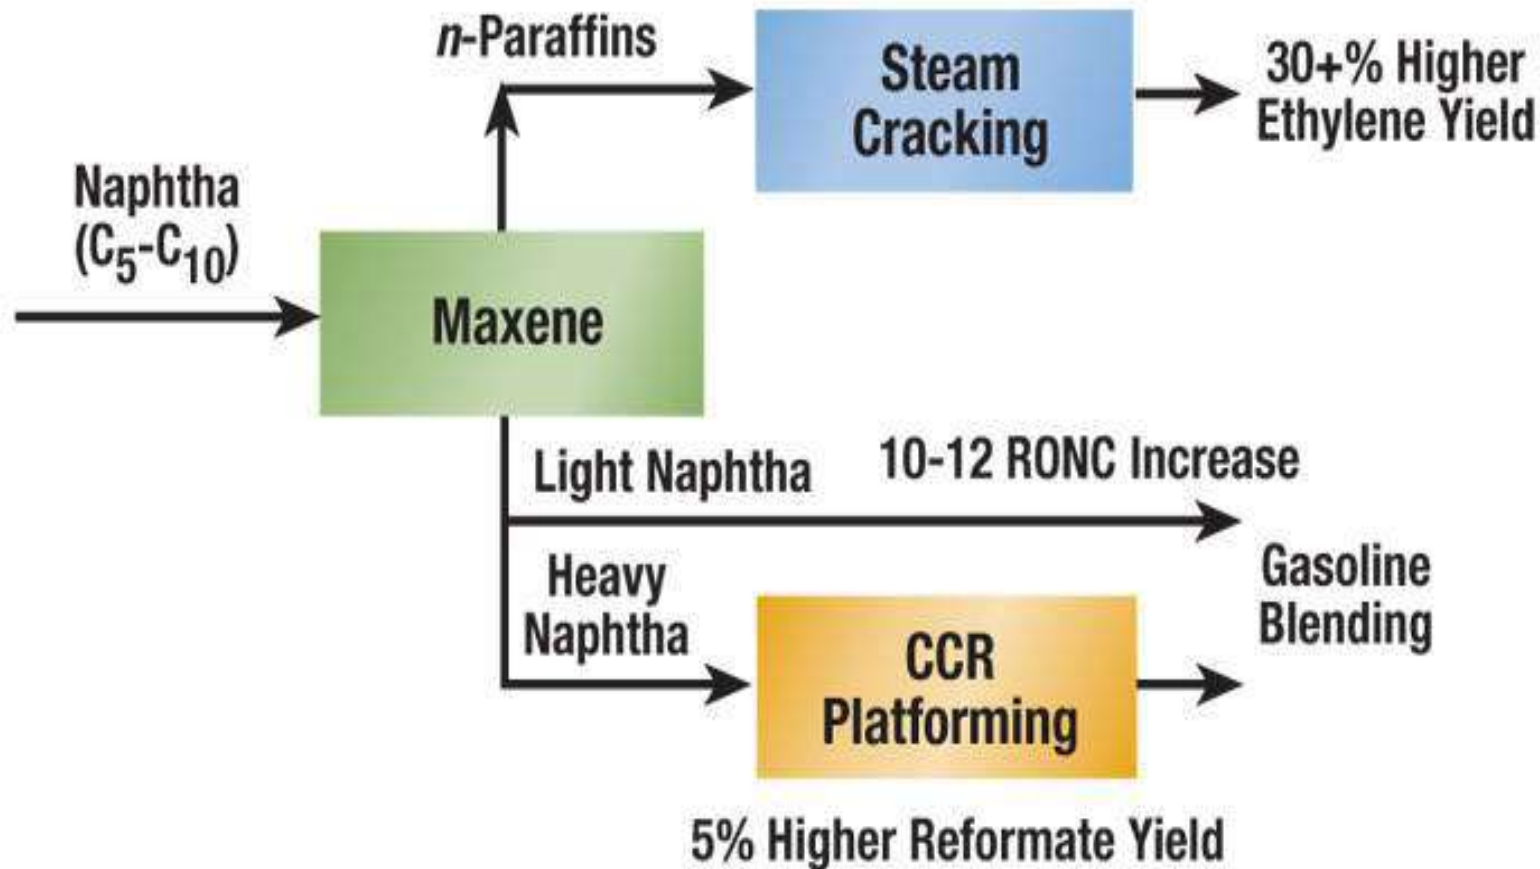 n-Paraffins
Steam
Cracking
30+% Higher
Ethylene Yield
Naphtha
(C5-C10)
Maxene
Light Naphtha
10-12 RONC Increase
Heavy
Naphtha
CCR
Platforming
Gasoline
Blending
5% Higher Reformate Yield